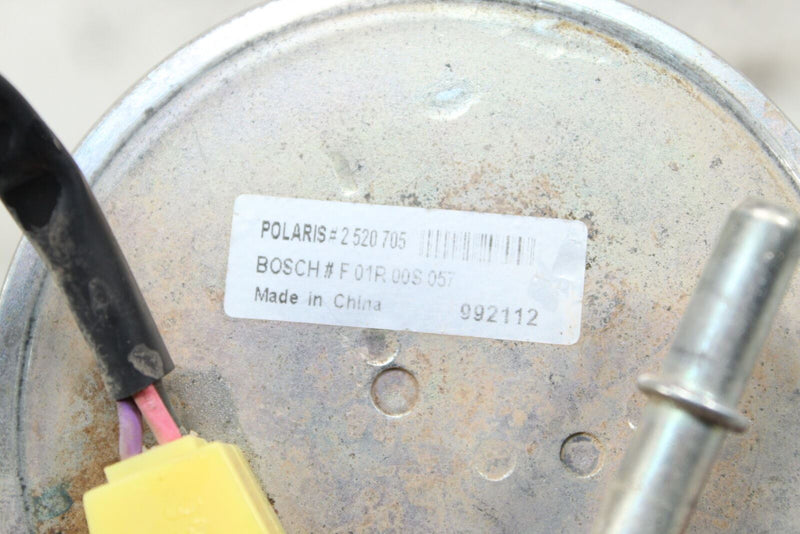 POLARIS# 2 520 705
BOSCH # F 01R 00S 057
Made in China 992112